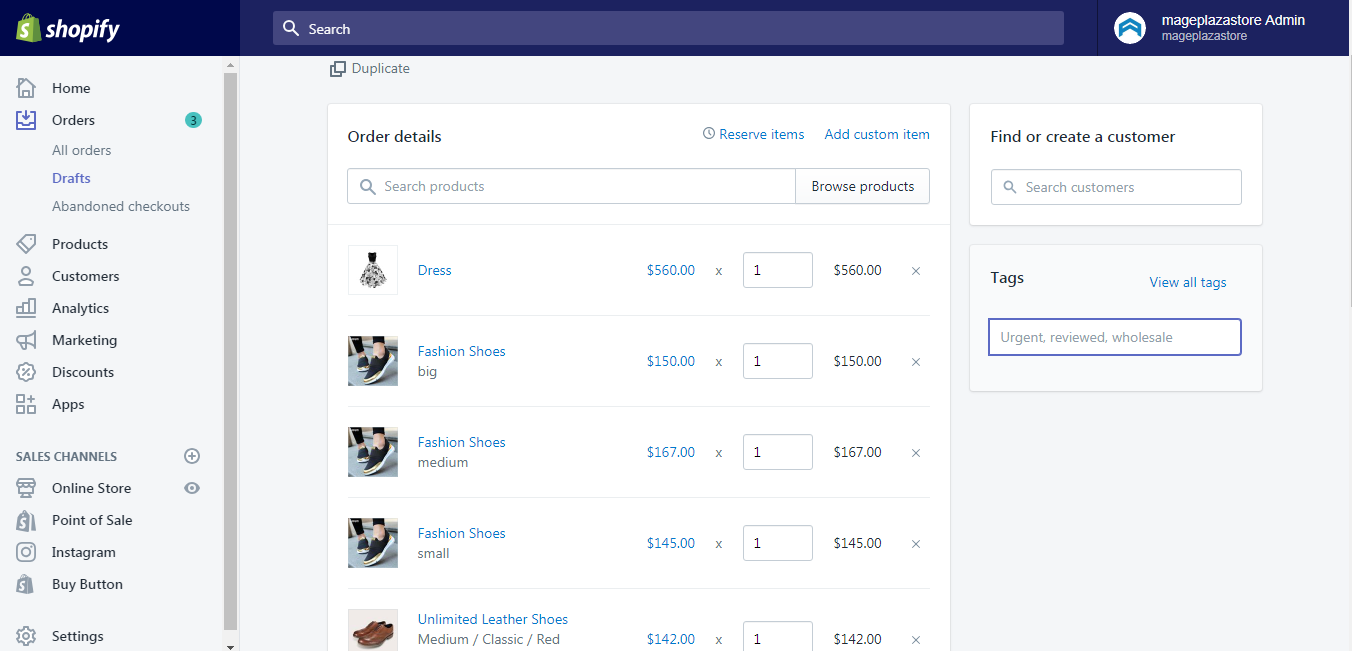 shopify
Search
mageplazastore Admin
mageplazastore
Home
Orders
3
All orders
Drafts
Abandoned checkouts
Products
Customers
Analytics
Marketing
Discounts
Apps
SALES CHANNELS
Online Store
Point of Sale
Instagram
Buy Button
Settings
Duplicate
Order details
Reserve items
Add custom item
Search products
Browse products
Dress
$560.00 x 1 $560.00 ×
Fashion Shoes
big
$150.00 x 1 $150.00 ×
Fashion Shoes
medium
$167.00 x 1 $167.00 ×
Fashion Shoes
small
$145.00 x 1 $145.00 ×
Unlimited Leather Shoes
Medium / Classic / Red
$142.00 x 1 $142.00 ×
Find or create a customer
Search customers
Tags
View all tags
Urgent, reviewed, wholesale